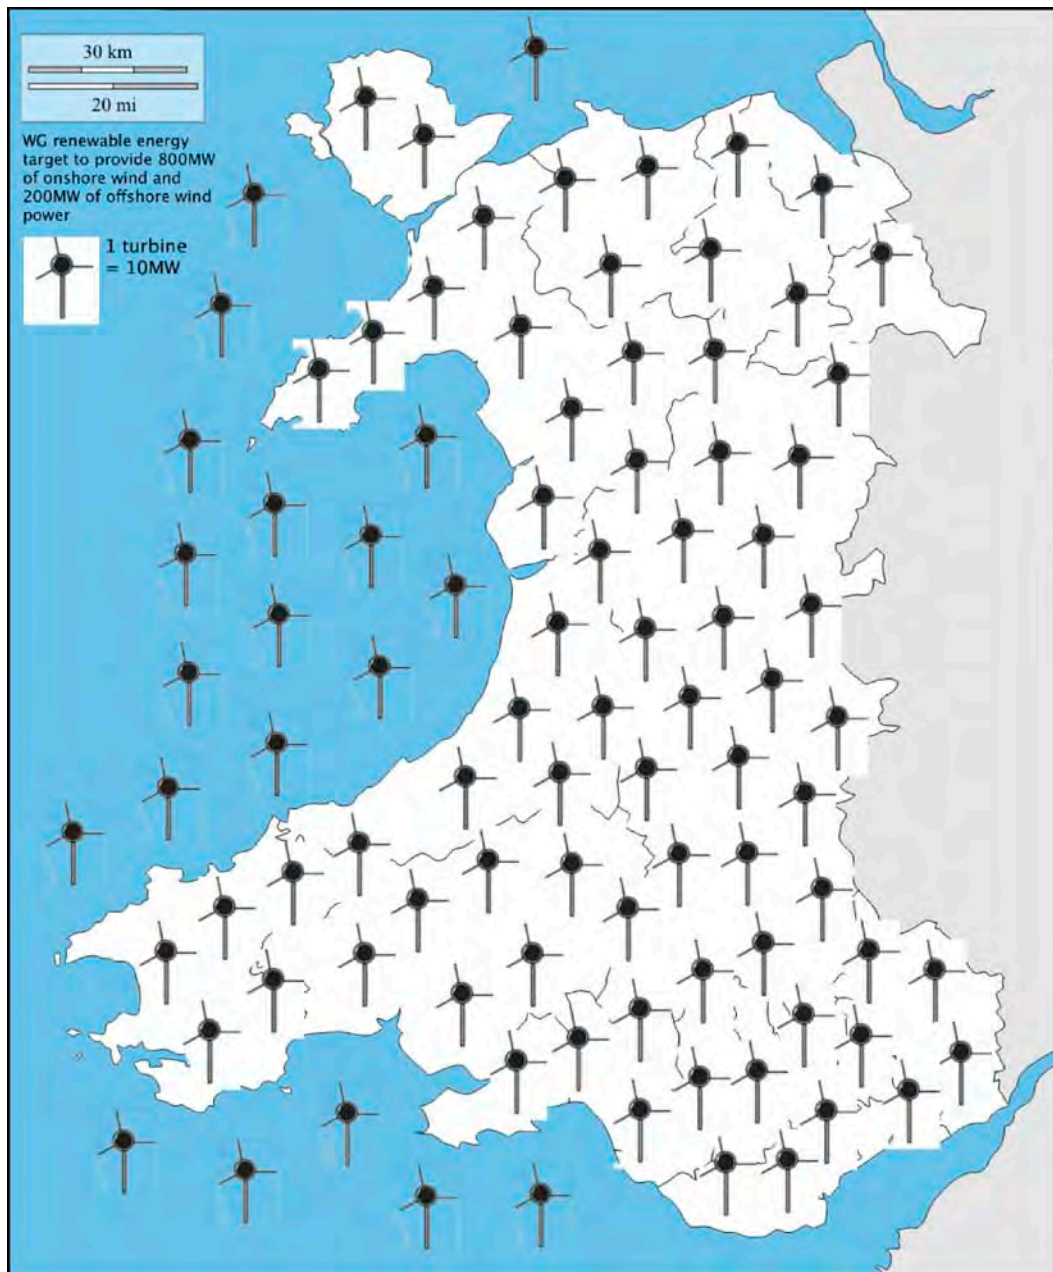 30 km
20 mi
WG renewable energy
target to provide 800MW
of onshore wind and
200MW of offshore wind
power
1 turbine
= 10MW